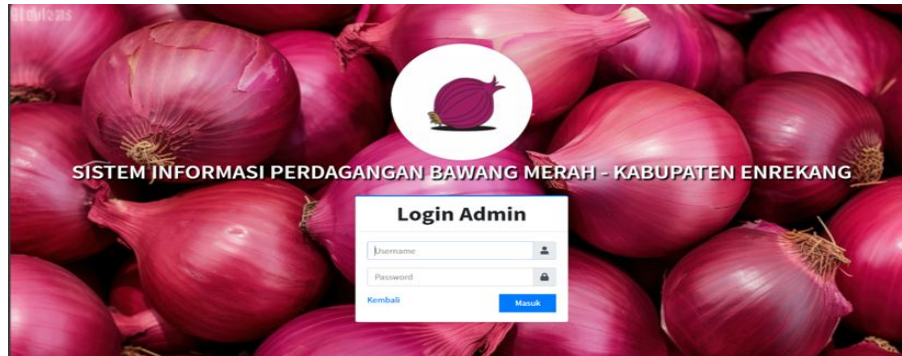 SISTEM INFORMASI PERDAGANGAN BAWANG MERAH - KABUPATEN ENREKANG
Login Admin
Username
Password
Kembali
Masuk